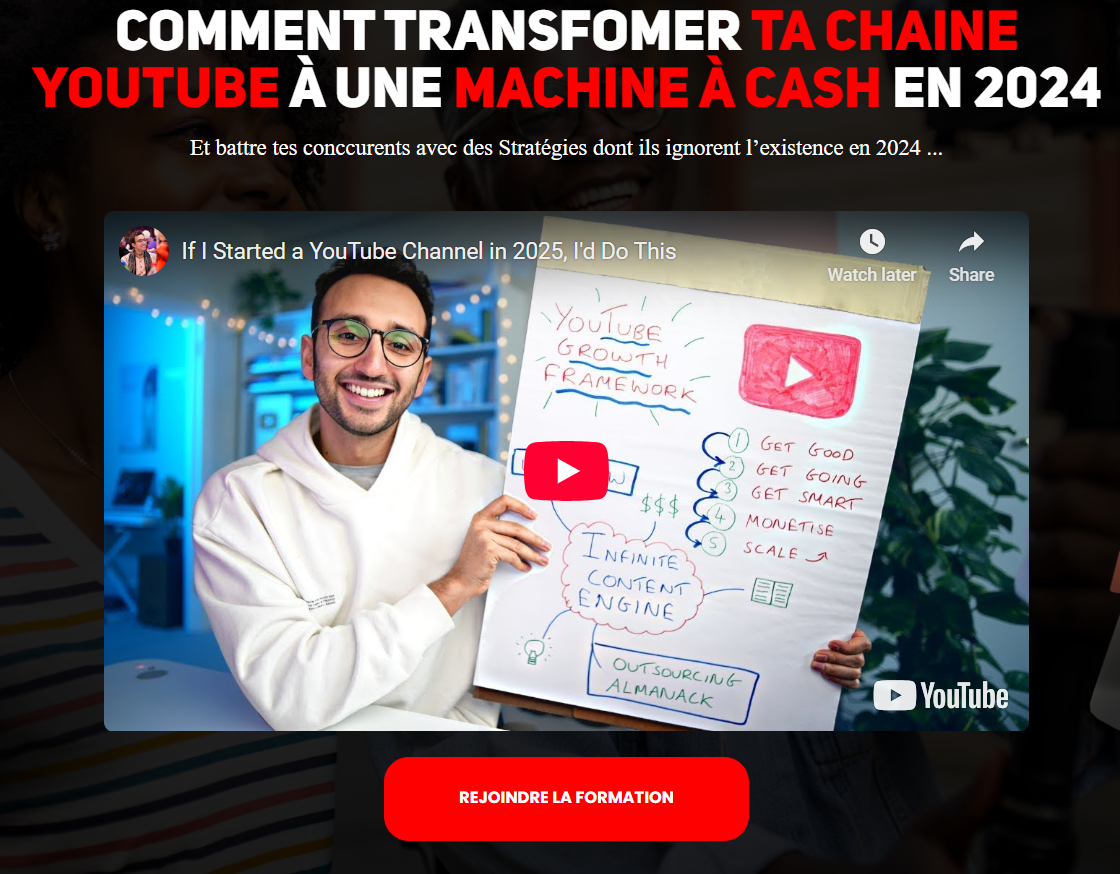 COMMENT TRANSFOMER TA CHAINE
YOUTUBE À UNE MACHINE À CASH EN 2024
Et battre tes conccurents avec des Stratégies dont ils ignorent l’existence en 2024 ...
If I Started a YouTube Channel in 2025, I'd Do This
Watch later
Share
YOUTUBE
GROWTH
FRAMEWORK
1 GET GOOD
2 GET GOING
3 GET SMART
4 MONETISE
5 SCALE
$$$
INFINITE
CONTENT
ENGINE
OUTSOURCING
ALMANACK
YouTube
REJOINDRE LA FORMATION